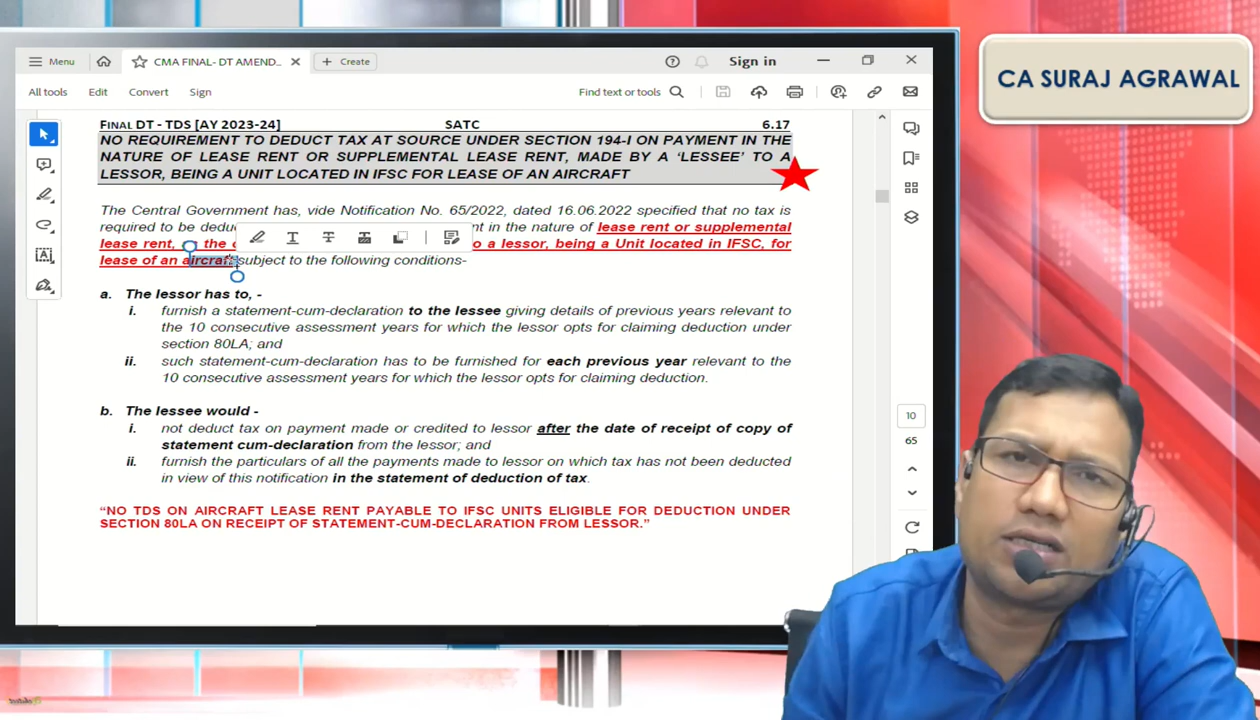 CA SURAJ AGRAWAL
Menu
CMA FINAL- DT AMEND...
Create
Sign in
All tools
Edit
Convert
Sign
Find text or tools
FINAL DT - TDS [AY 2023-24] SATC 6.17
NO REQUIREMENT TO DEDUCT TAX AT SOURCE UNDER SECTION 194-I ON PAYMENT IN THE
NATURE OF LEASE RENT OR SUPPLEMENTAL LEASE RENT, MADE BY A ‘LESSEE’ TO A
LESSOR, BEING A UNIT LOCATED IN IFSC FOR LEASE OF AN AIRCRAFT
The Central Government has, vide Notification No. 65/2022, dated 16.06.2022 specified that no tax is
required to be deduc nt in the nature of lease rent or supplemental
lease rent, the o a lessor, being a Unit located in IFSC, for
lease of an aircraft subject to the following conditions-
a. The lessor has to, -
i. furnish a statement-cum-declaration to the lessee giving details of previous years relevant to
the 10 consecutive assessment years for which the lessor opts for claiming deduction under
section 80LA; and
ii. such statement-cum-declaration has to be furnished for each previous year relevant to the
10 consecutive assessment years for which the lessor opts for claiming deduction.
b. The lessee would -
i. not deduct tax on payment made or credited to lessor after the date of receipt of copy of
statement cum-declaration from the lessor; and
ii. furnish the particulars of all the payments made to lessor on which tax has not been deducted
in view of this notification in the statement of deduction of tax.
“NO TDS ON AIRCRAFT LEASE RENT PAYABLE TO IFSC UNITS ELIGIBLE FOR DEDUCTION UNDER
SECTION 80LA ON RECEIPT OF STATEMENT-CUM-DECLARATION FROM LESSOR.”
10
65